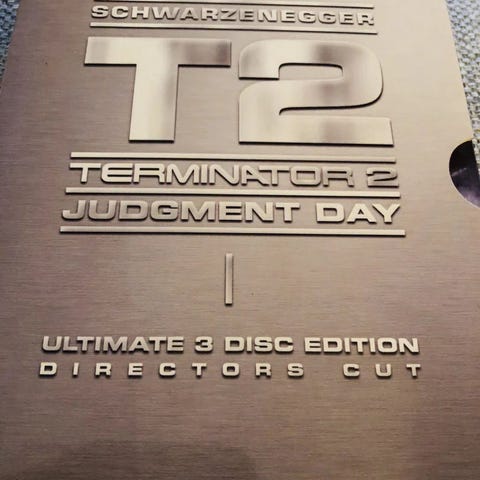 SCHWARZENEGGER
T2
TERMINATOR 2
JUDGMENT DAY
ULTIMATE 3 DISC EDITION
DIRECTORS CUT